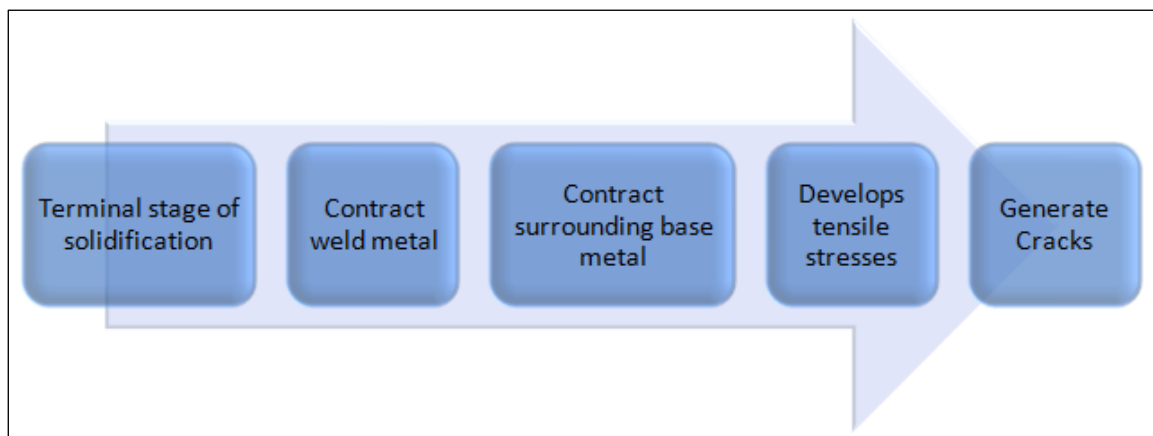 Terminal stage of
solidification
Contract
weld metal
Contract
surrounding base
metal
Develops
tensile
stresses
Generate
Cracks